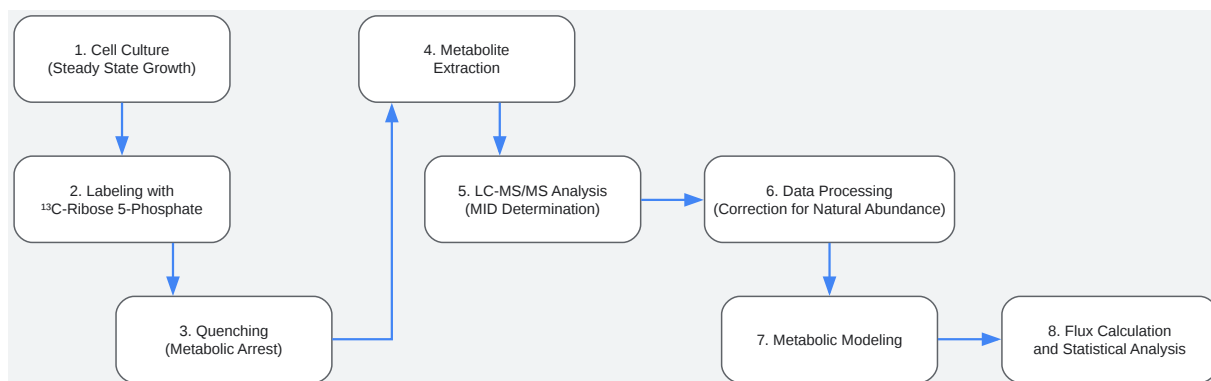 1. Cell Culture
(Steady State Growth)
2. Labeling with
¹³C-Ribose 5-Phosphate
3. Quenching
(Metabolic Arrest)
4. Metabolite
Extraction
5. LC-MS/MS Analysis
(MID Determination)
6. Data Processing
(Correction for Natural Abundance)
7. Metabolic Modeling
8. Flux Calculation
and Statistical Analysis